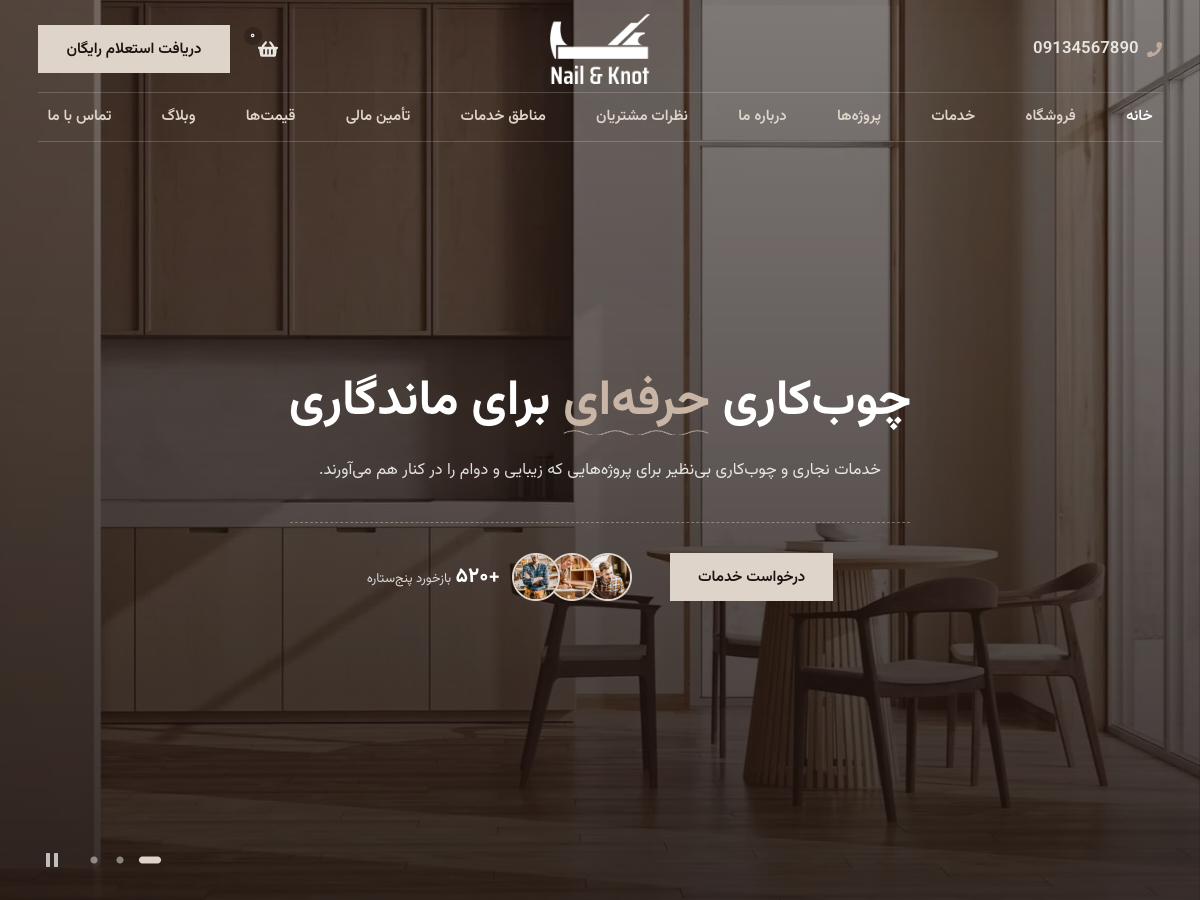 09134567890
Nail & Knot
۰
دریافت استعلام رایگان
خانه فروشگاه خدمات پروژه‌ها درباره ما نظرات مشتریان مناطق خدمات تأمین مالی قیمت‌ها وبلاگ تماس با ما
چوب‌کاری حرفه‌ای برای ماندگاری
خدمات نجاری و چوب‌کاری بی‌نظیر برای پروژه‌هایی که زیبایی و دوام را در کنار هم می‌آورند.
درخواست خدمات
+۵۲۰ بازخورد پنج‌ستاره